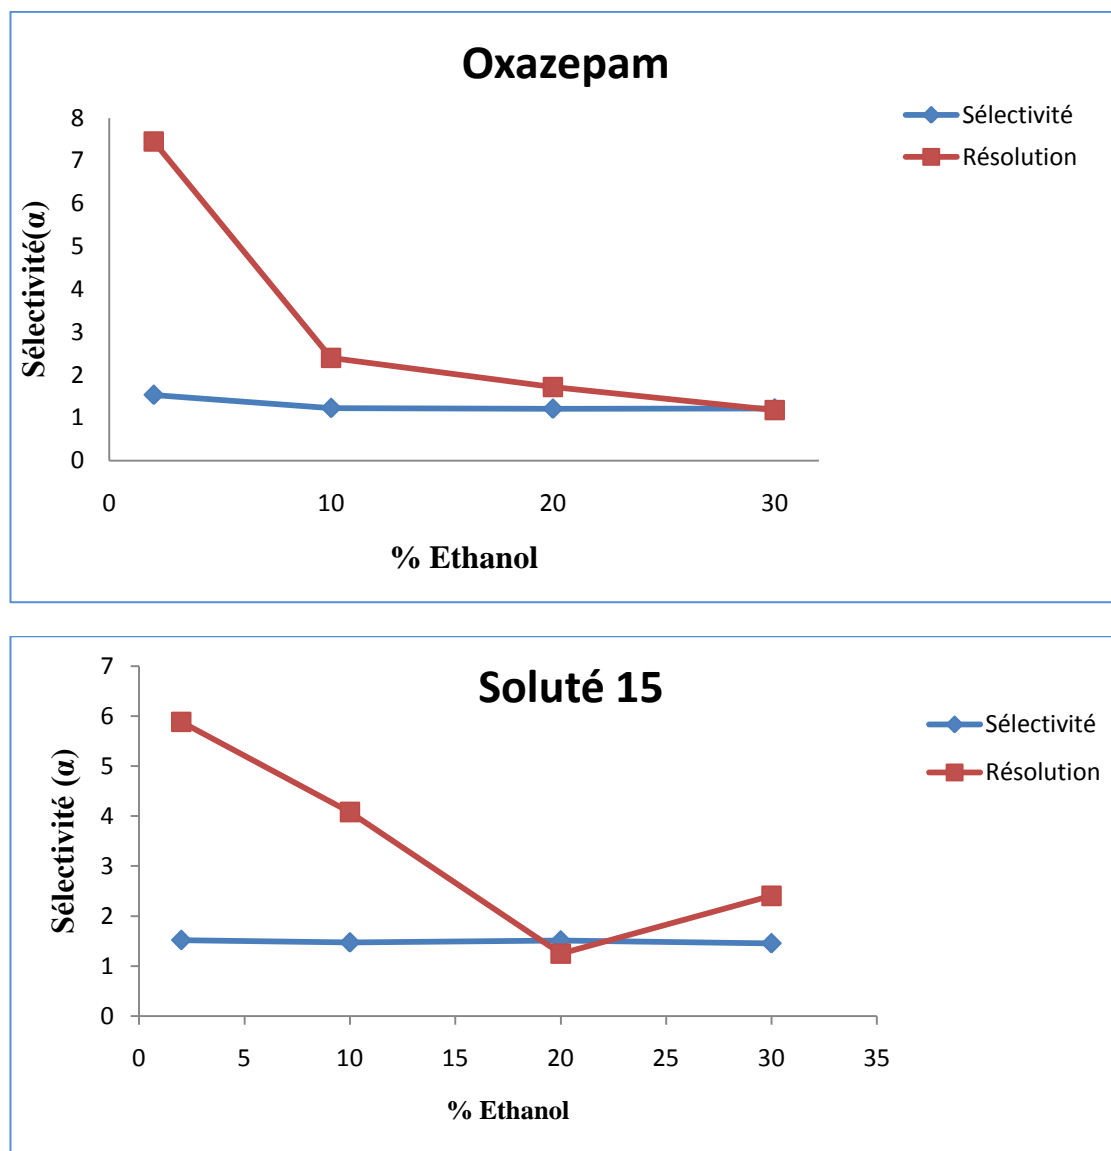 Oxazepam
Sélectivité
Résolution
Sélectivité(α)
8
7
6
5
4
3
2
1
0
0 10 20 30
% Ethanol
Soluté 15
Sélectivité
Résolution
Sélectivité (α)
7
6
5
4
3
2
1
0
0 5 10 15 20 25 30 35
% Ethanol